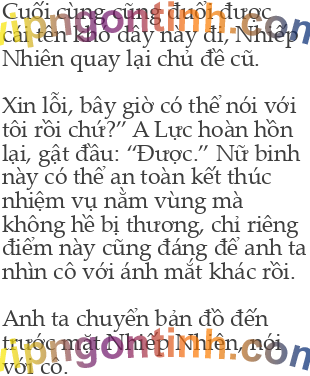 Cuối cùng cũng đuổi được
cái tên khó dây này đi, Nhiếp
Nhiên quay lại chủ đề cũ.
Xin lỗi, bây giờ có thể nói với
tôi rồi chứ?” A Lực hoàn hồn
lại, gật đầu: “Được.” Nữ binh
này có thể an toàn kết thúc
nhiệm vụ nằm vùng mà
không hề bị thương, chỉ riêng
điểm này cũng đáng để anh ta
nhìn cô với ánh mắt khác rồi.
Anh ta chuyển bản đồ đến
trước mặt Nhiếp Nhiên, nói
với cô.
vipngontinh.com
vipngontinh.com